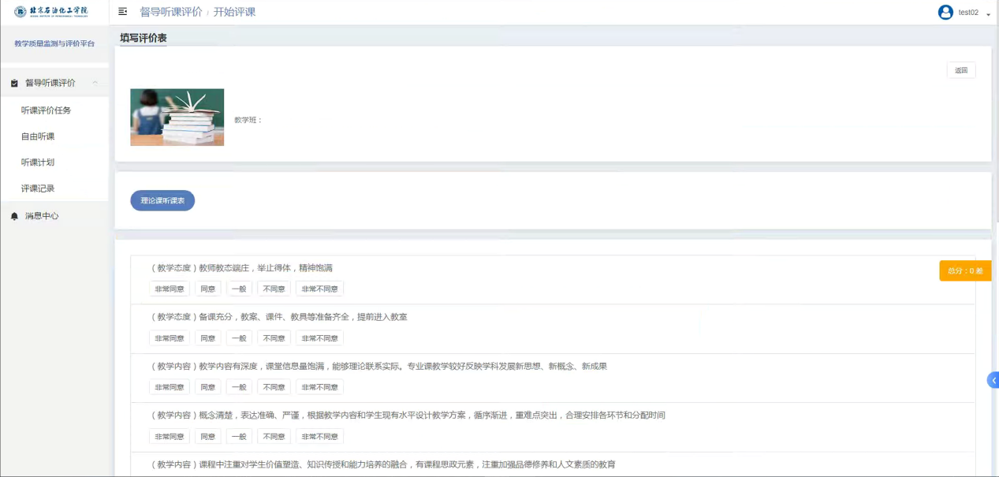 北京石油化工学院
督导听课评价 / 开始评课
test02
教学质量监测与评价平台
督导听课评价
听课评价任务
自由听课
听课计划
评课记录
消息中心
填写评价表
返回
教学班：
理论课听课表
总分：0 差
（教学态度）教师教态端庄，举止得体，精神饱满
非常同意 同意 一般 不同意 非常不同意
（教学态度）备课充分，教案、课件、教具等准备齐全，提前进入教室
非常同意 同意 一般 不同意 非常不同意
（教学内容）教学内容有深度，课堂信息量饱满，能够理论联系实际。专业课教学较好反映学科发展新思想、新概念、新成果
非常同意 同意 一般 不同意 非常不同意
（教学内容）概念清楚，表达准确、严谨，根据教学内容和学生现有水平设计教学方案，循序渐进，重难点突出，合理安排各环节和分配时间
非常同意 同意 一般 不同意 非常不同意
（教学内容）课程中注重对学生价值塑造、知识传授和能力培养的融合，有课程思政元素，注重加强品德修养和人文素质的教育